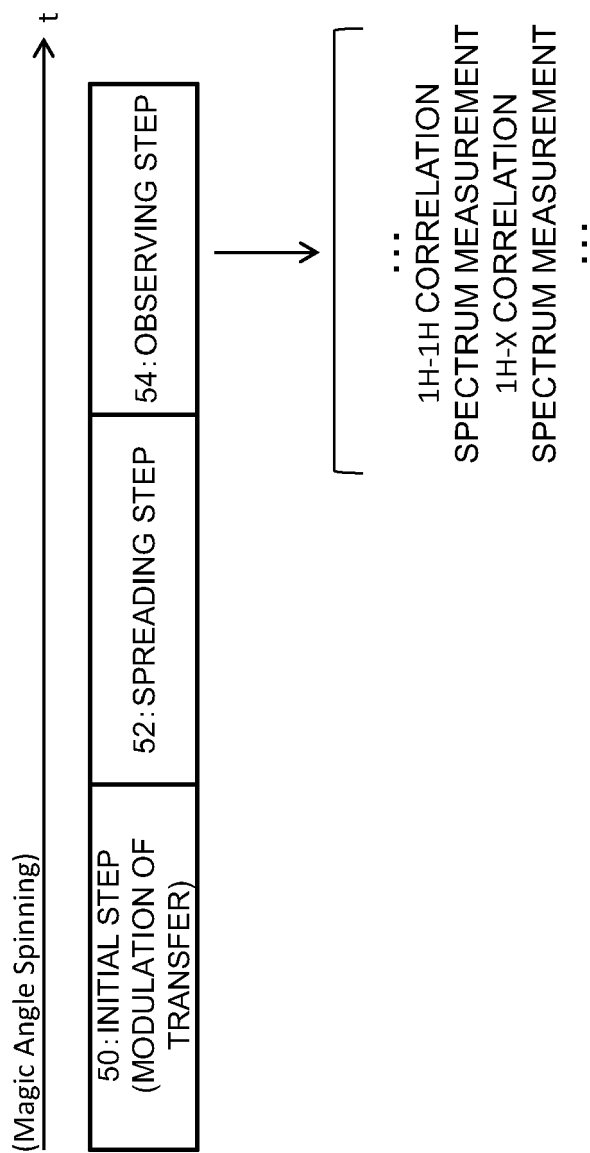 (Magic Angle Spinning)
t
50:INITIAL STEP
(MODULATION OF
TRANSFER)
52:SPREADING STEP
54:OBSERVING STEP
...
1H-1H CORRELATION
SPECTRUM MEASUREMENT
1H-X CORRELATION
SPECTRUM MEASUREMENT
...